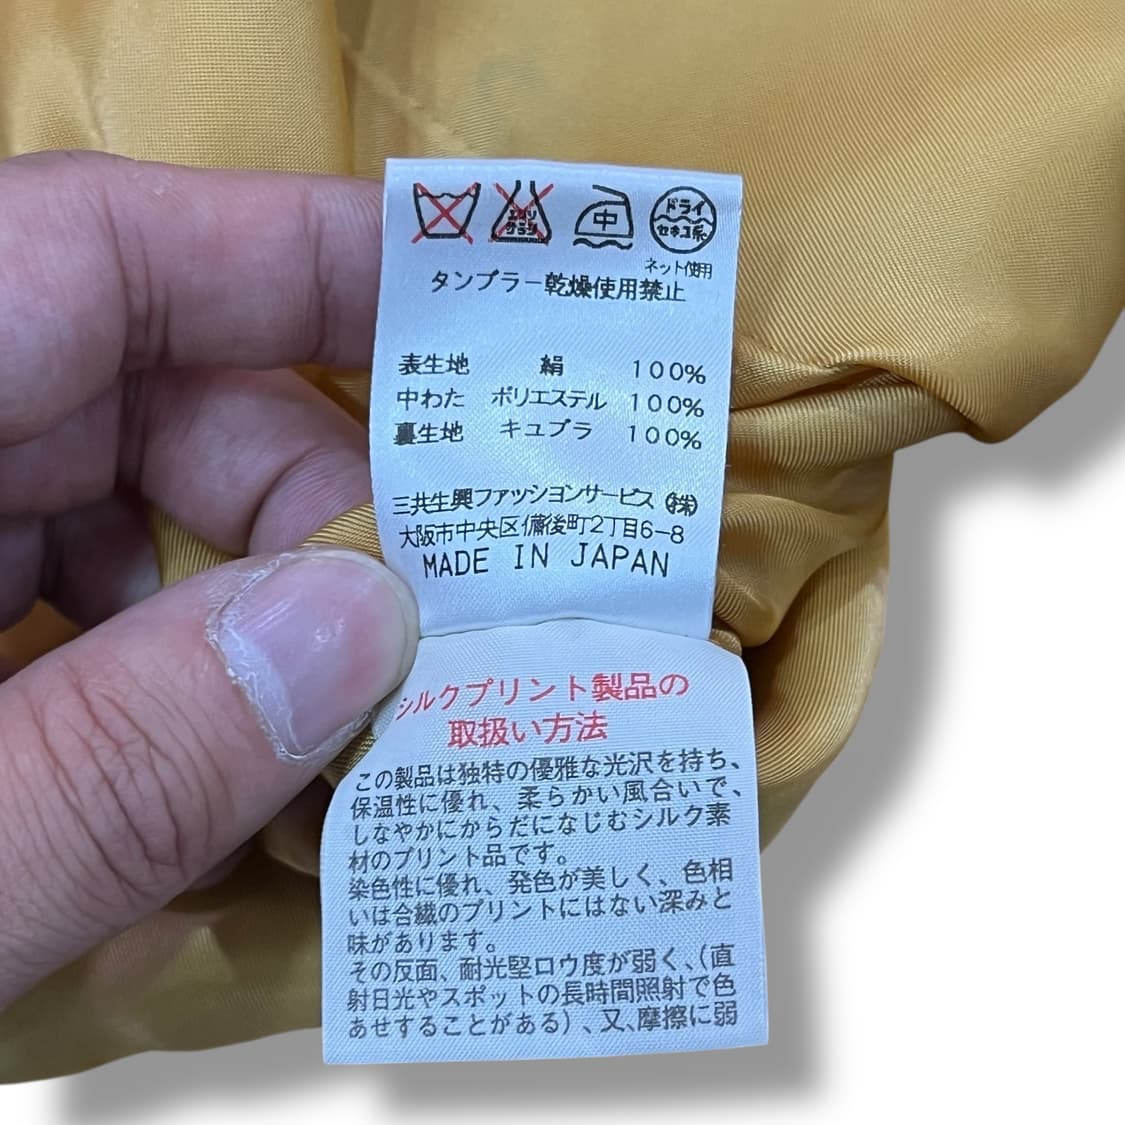 エンソ
サラシ
中
ドライ
セキユ系
ネット使用
タンブラー乾燥使用禁止
表生地 絹 100%
中わた ポリエステル 100%
裏生地 キュプラ 100%
三共生興ファッションサービス㈱
大阪市中央区備後町2丁目6-8
MADE IN JAPAN
シルクプリント製品の
取扱い方法
この製品は独特の優雅な光沢を持ち、
保温性に優れ、柔らかい風合いで、
しなやかにからだになじむシルク素
材のプリント品です。
染色性に優れ、発色が美しく、色相
いは合繊のプリントにはない深みと
味があります。
その反面、耐光堅ロウ度が弱く、(直
射日光やスポットの長時間照射で色
あせすることがある)、又、摩擦に弱